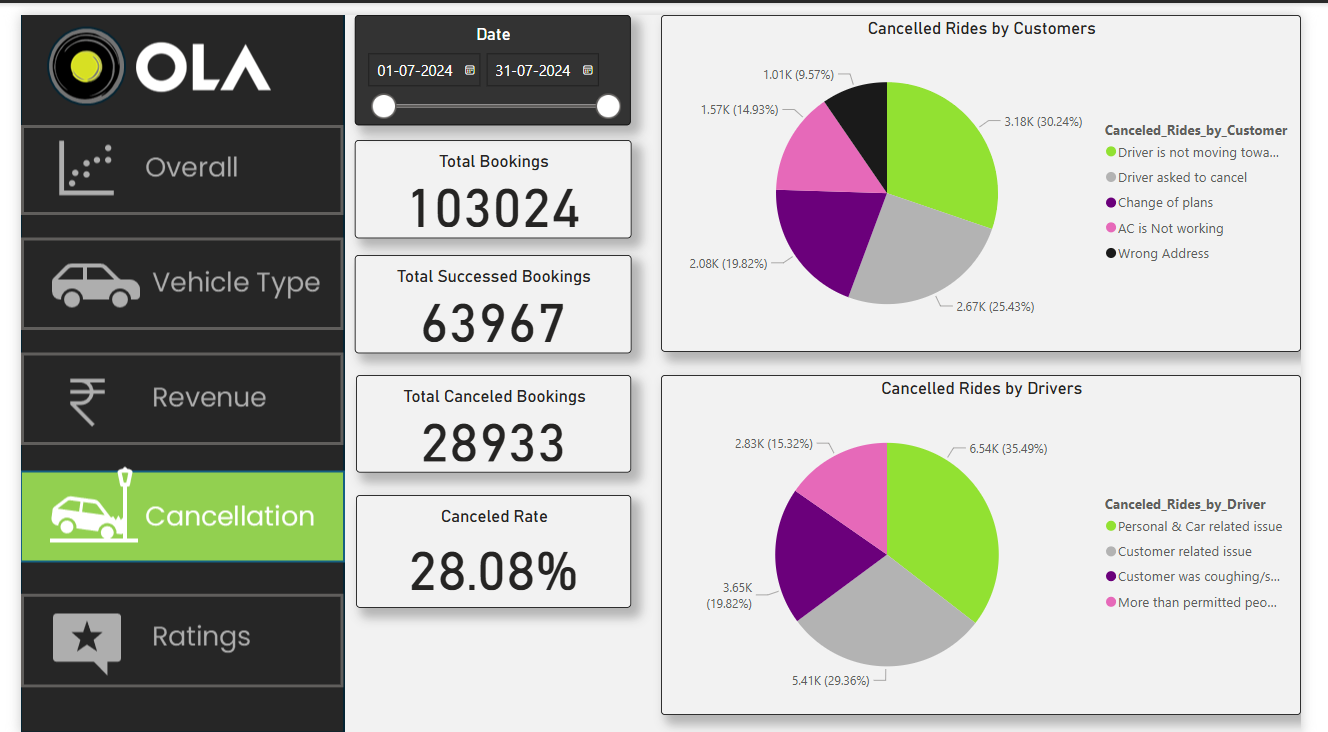 OLA
Overall
Vehicle Type
Revenue
Cancellation
Ratings
Date
01-07-2024
31-07-2024
Total Bookings
103024
Total Successed Bookings
63967
Total Canceled Bookings
28933
Canceled Rate
28.08%
Cancelled Rides by Customers
1.01K (9.57%)
1.57K (14.93%)
3.18K (30.24%)
2.08K (19.82%)
2.67K (25.43%)
Canceled_Rides_by_Customer
Driver is not moving towa...
Driver asked to cancel
Change of plans
AC is Not working
Wrong Address
Cancelled Rides by Drivers
2.83K (15.32%)
6.54K (35.49%)
3.65K
(19.82%)
5.41K (29.36%)
Canceled_Rides_by_Driver
Personal & Car related issue
Customer related issue
Customer was coughing/s...
More than permitted peo...